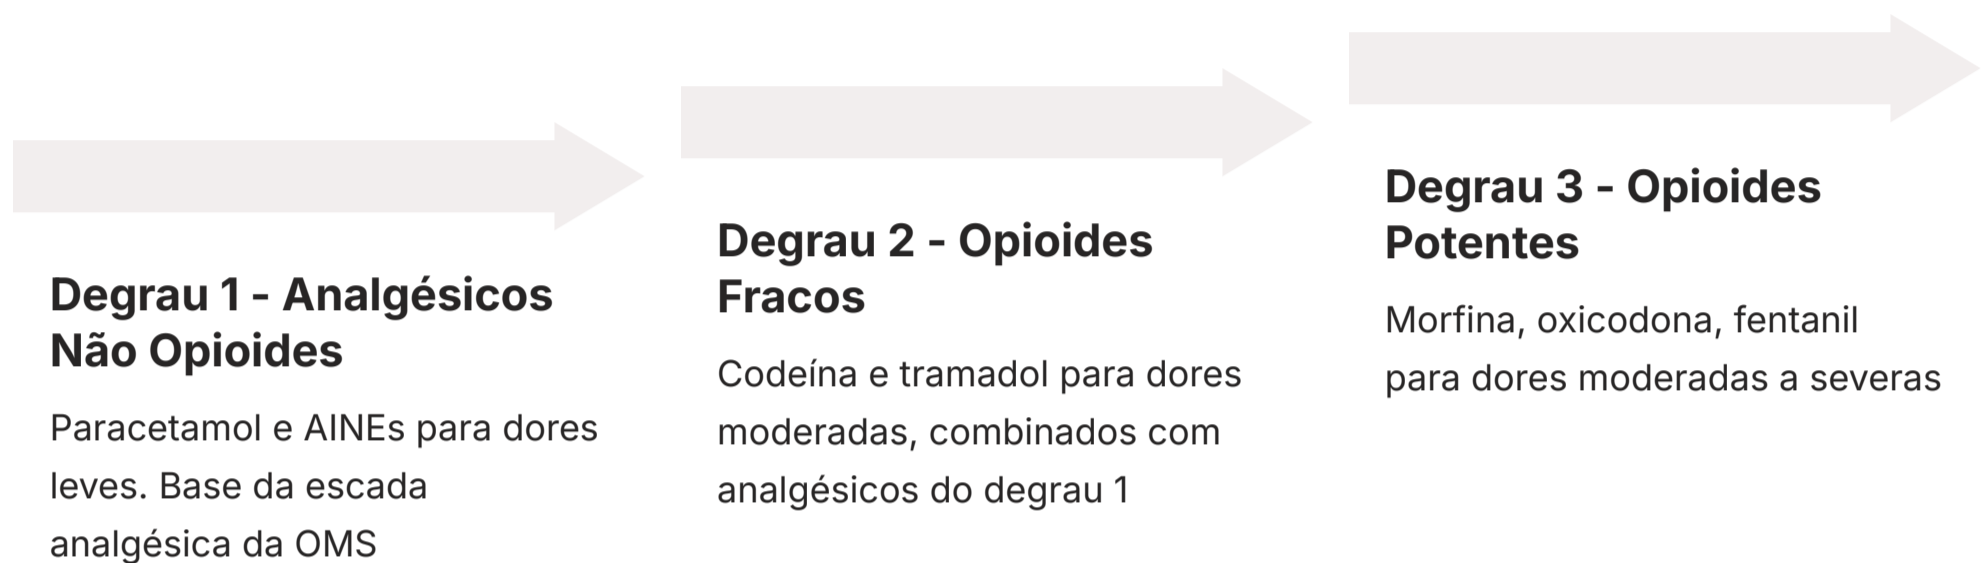 Degrau 1 - Analgésicos
Não Opioides
Paracetamol e AINEs para dores
leves. Base da escada
analgésica da OMS
Degrau 2 - Opioides
Fracos
Codeína e tramadol para dores
moderadas, combinados com
analgésicos do degrau 1
Degrau 3 - Opioides
Potentes
Morfina, oxicodona, fentanil
para dores moderadas a severas